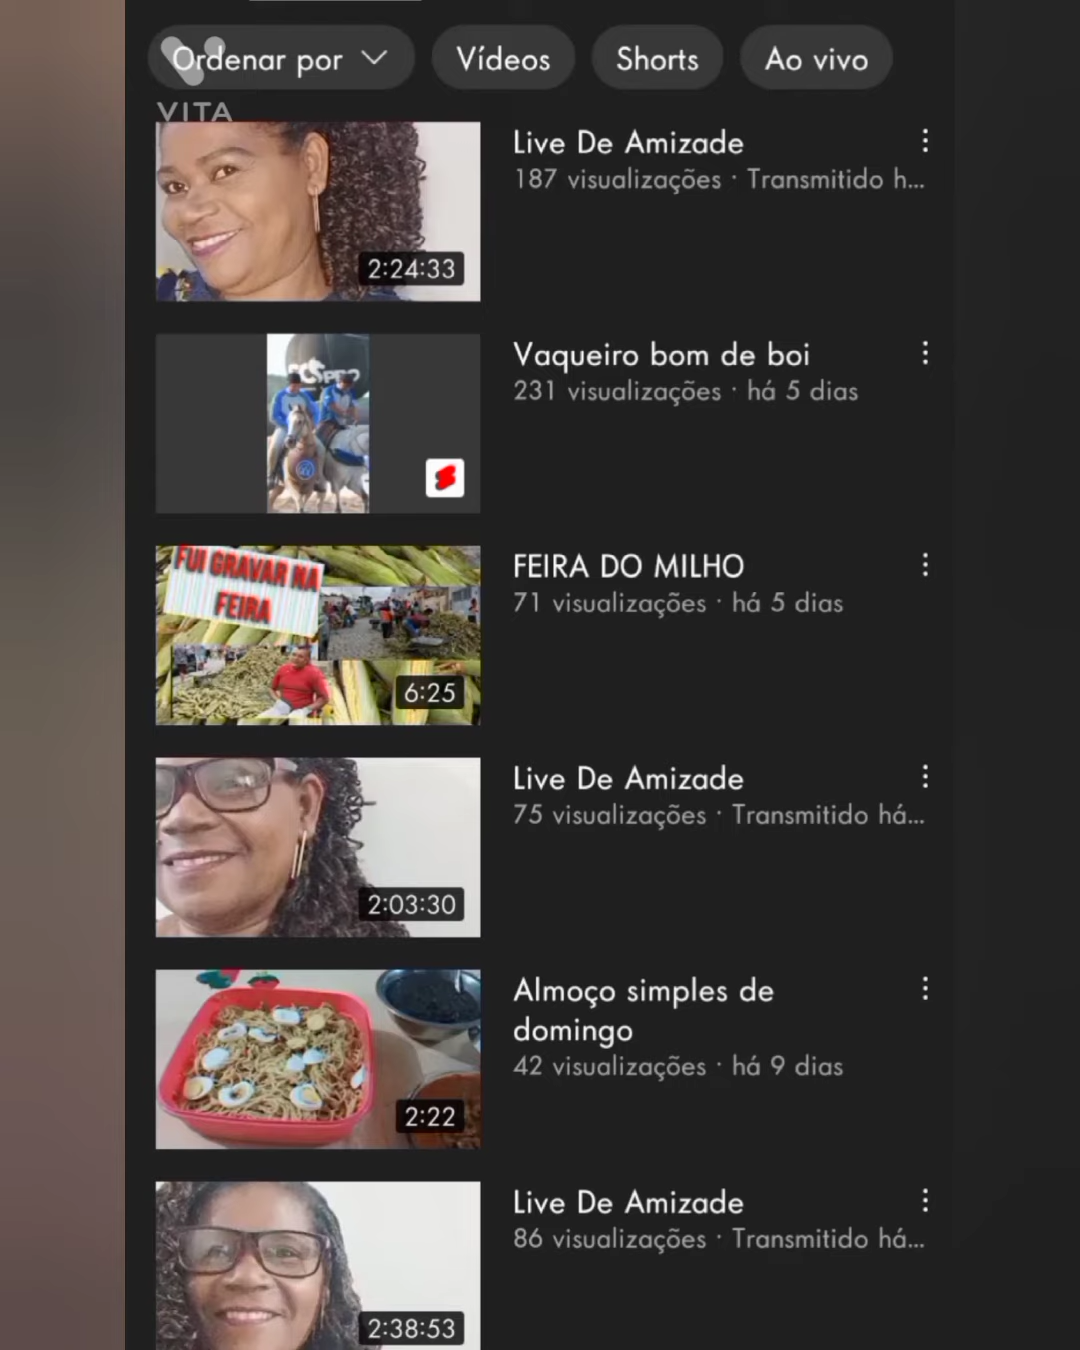 Ordenar por
Vídeos
Shorts
Ao vivo
VITA
Live De Amizade
187 visualizações · Transmitido h...
2:24:33
Vaqueiro bom de boi
231 visualizações · há 5 dias
FUI GRAVAR NA
FEIRA
6:25
FEIRA DO MILHO
71 visualizações · há 5 dias
Live De Amizade
75 visualizações · Transmitido há...
2:03:30
Almoço simples de
domingo
42 visualizações · há 9 dias
2:22
Live De Amizade
86 visualizações · Transmitido há...
2:38:53